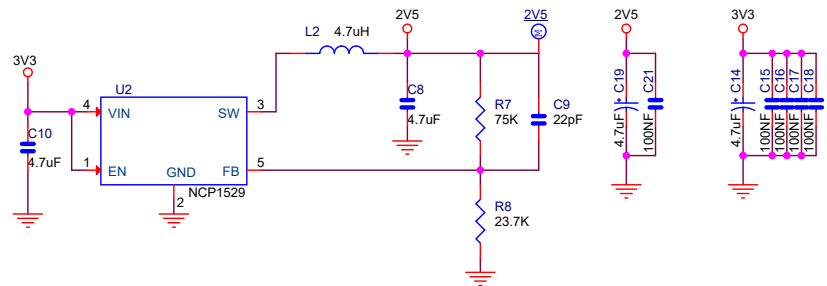 L2 4.7uH
2V5
2V5
M
3V3
U2
4 VIN
SW 3
C10
4.7uF
1 EN
GND
FB 5
NCP1529
2
C8
4.7uF
R7
75K
C9
22pF
R8
23.7K
2V5
C19
4.7uF
C21
100NF
3V3
C14
4.7uF
C15
100NF
C16
100NF
C17
100NF
C18
100NF